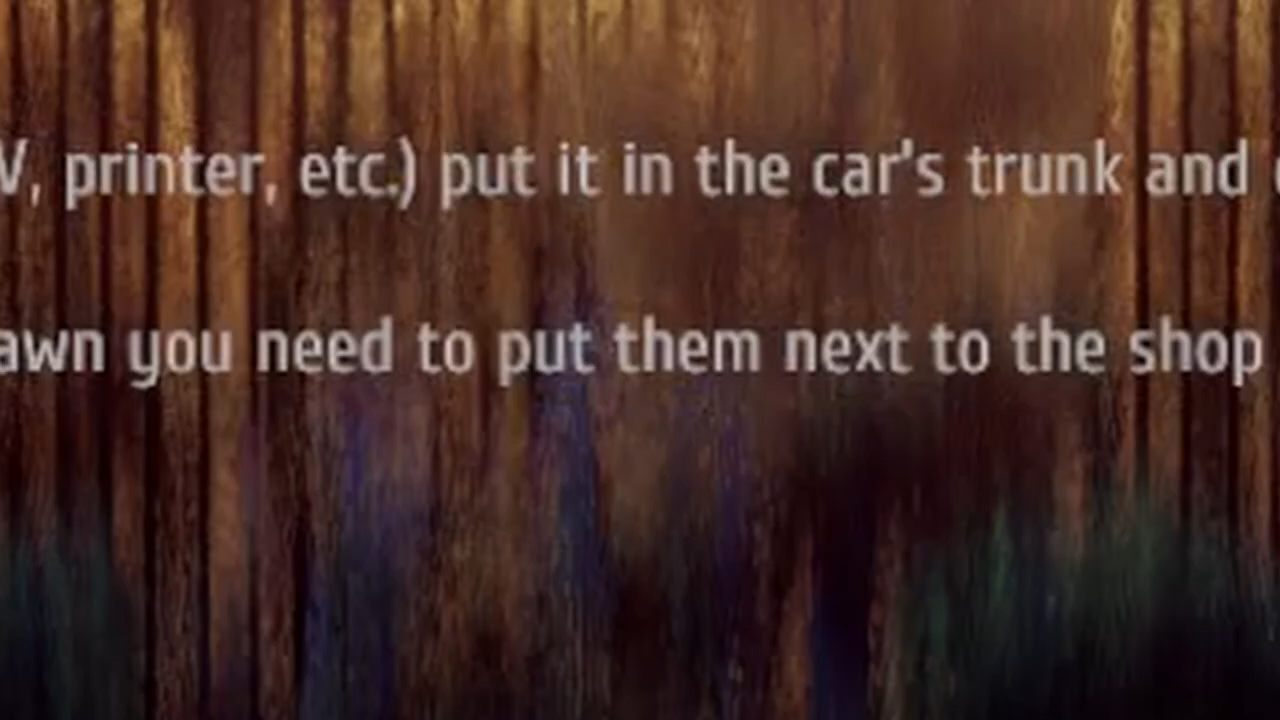 V, printer, etc.) put it in the car's trunk and
awn you need to put them next to the shop